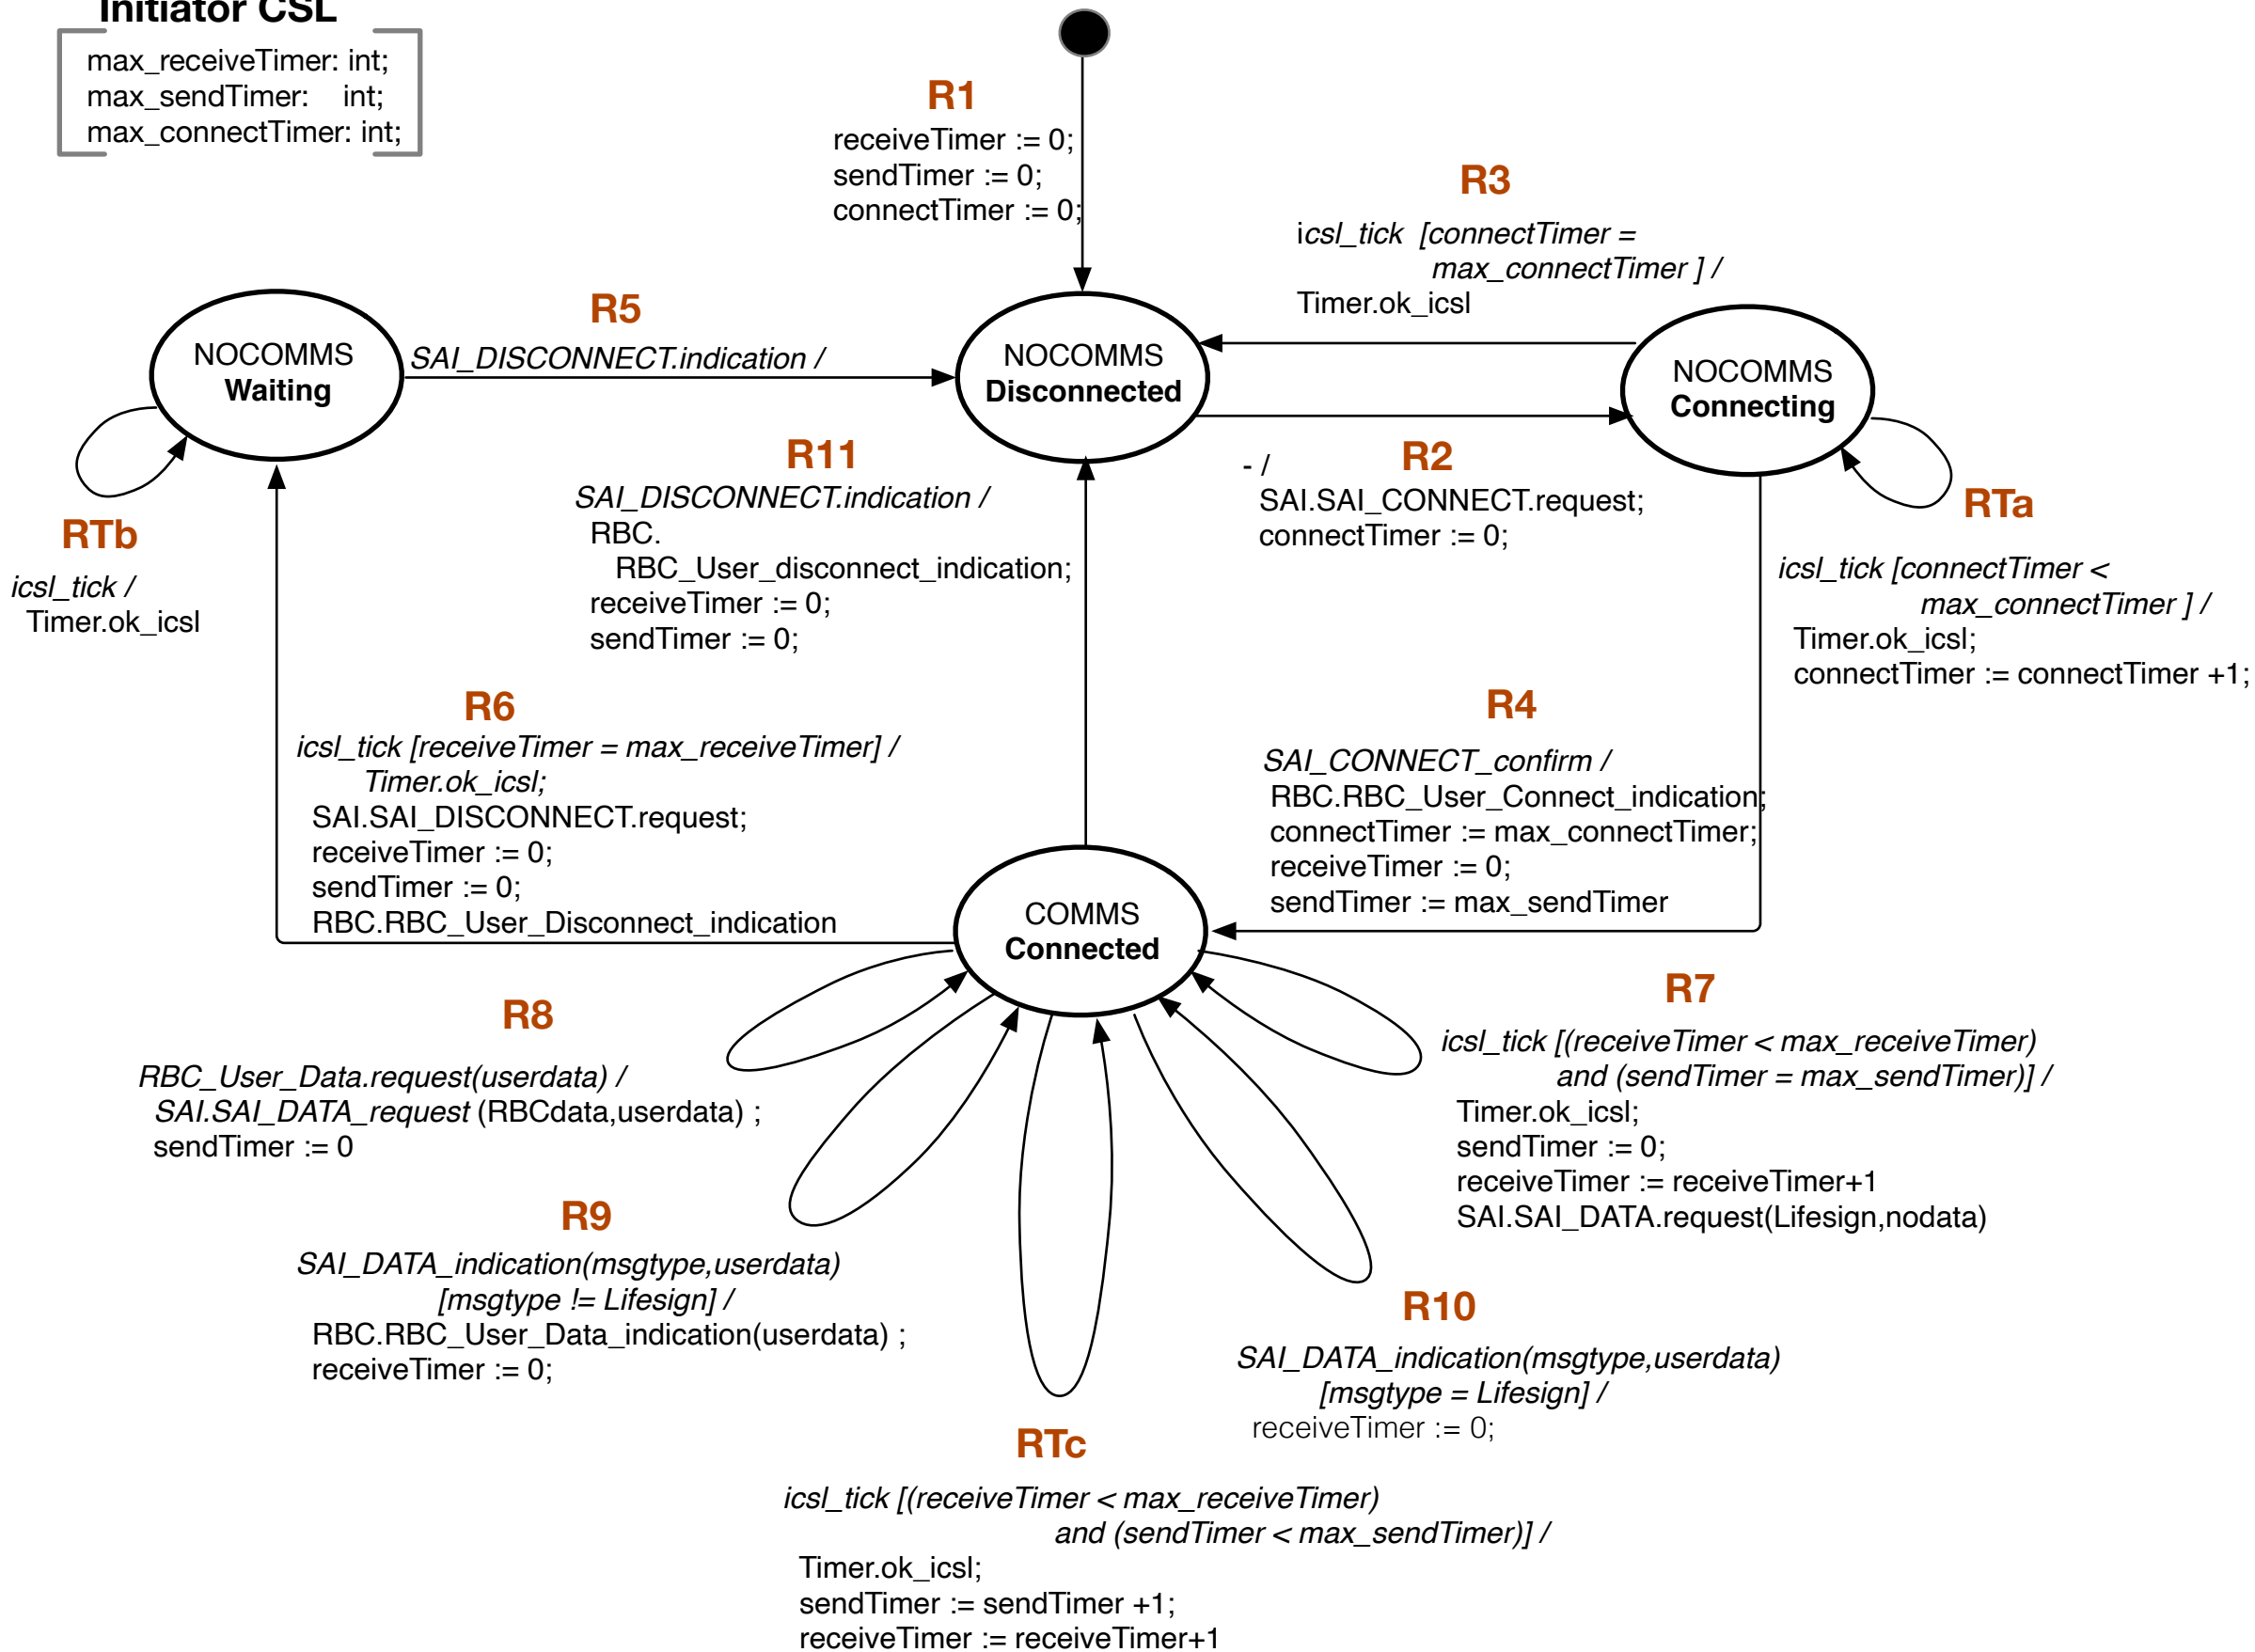 Initiator CSL
max_receiveTimer: int;
max_sendTimer: int;
max_connectTimer: int;
R1
receiveTimer := 0;
sendTimer := 0;
connectTimer := 0;
R3
icsl_tick [connectTimer =
max_connectTimer ] /
Timer.ok_icsl
R5
SAI_DISCONNECT.indication /
NOCOMMS
Waiting
NOCOMMS
Disconnected
NOCOMMS
Connecting
RTb
icsl_tick /
Timer.ok_icsl
R11
SAI_DISCONNECT.indication /
RBC.
RBC_User_disconnect_indication;
receiveTimer := 0;
sendTimer := 0;
R2
- /
SAI.SAI_CONNECT.request;
connectTimer := 0;
RTa
icsl_tick [connectTimer <
max_connectTimer ] /
Timer.ok_icsl;
connectTimer := connectTimer +1;
R6
icsl_tick [receiveTimer = max_receiveTimer] /
Timer.ok_icsl;
SAI.SAI_DISCONNECT.request;
receiveTimer := 0;
sendTimer := 0;
RBC.RBC_User_Disconnect_indication
R4
SAI_CONNECT_confirm /
RBC.RBC_User_Connect_indication;
connectTimer := max_connectTimer;
receiveTimer := 0;
sendTimer := max_sendTimer
COMMS
Connected
R8
RBC_User_Data.request(userdata) /
SAI.SAI_DATA_request (RBCdata,userdata) ;
sendTimer := 0
R7
icsl_tick [(receiveTimer < max_receiveTimer)
and (sendTimer = max_sendTimer)] /
Timer.ok_icsl;
sendTimer := 0;
receiveTimer := receiveTimer+1
SAI.SAI_DATA.request(Lifesign,nodata)
R9
SAI_DATA_indication(msgtype,userdata)
[msgtype != Lifesign] /
RBC.RBC_User_Data_indication(userdata) ;
receiveTimer := 0;
R10
SAI_DATA_indication(msgtype,userdata)
[msgtype = Lifesign] /
receiveTimer := 0;
RTc
icsl_tick [(receiveTimer < max_receiveTimer)
and (sendTimer < max_sendTimer)] /
Timer.ok_icsl;
sendTimer := sendTimer +1;
receiveTimer := receiveTimer+1